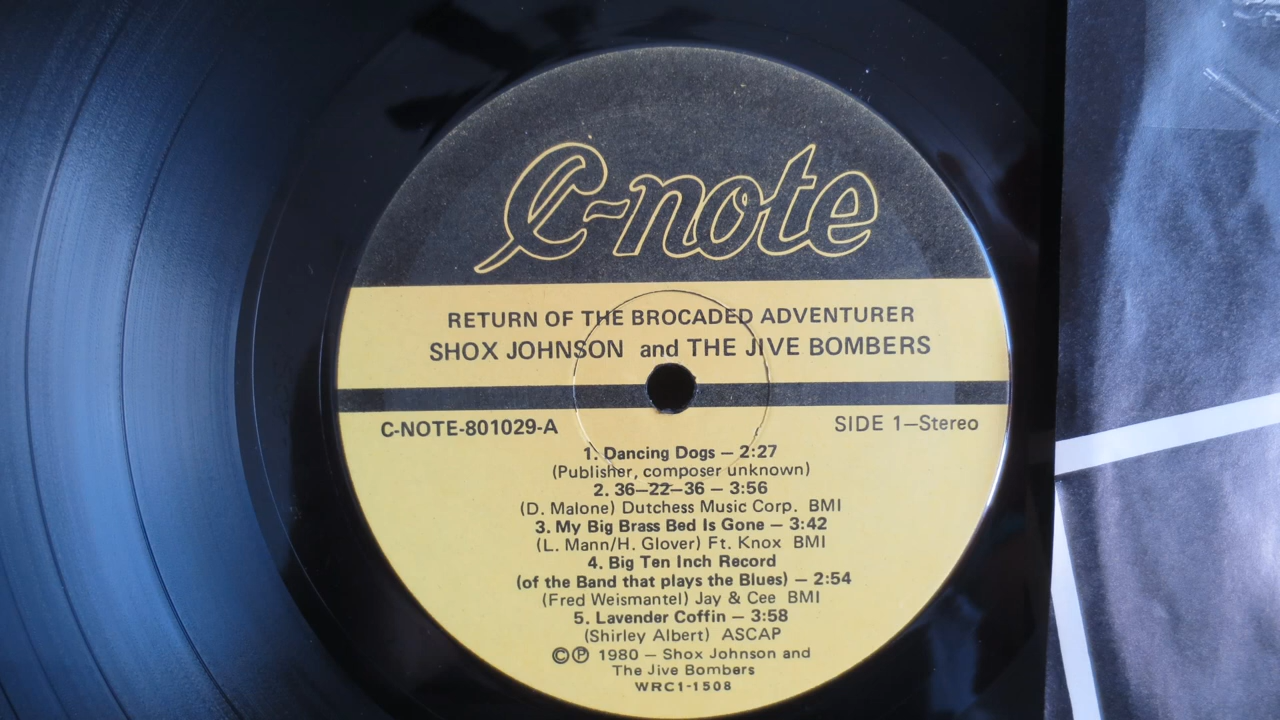 C-note
RETURN OF THE BROCADED ADVENTURER
SHOX JOHNSON and THE JIVE BOMBERS
C-NOTE-801029-A
SIDE 1—Stereo
1. Dancing Dogs — 2:27
(Publisher, composer unknown)
2. 36—22—36 — 3:56
(D. Malone) Dutchess Music Corp. BMI
3. My Big Brass Bed Is Gone — 3:42
(L. Mann/H. Glover) Ft. Knox BMI
4. Big Ten Inch Record
(of the Band that plays the Blues) — 2:54
(Fred Weismantel) Jay & Cee BMI
5. Lavender Coffin — 3:58
(Shirley Albert) ASCAP
©℗ 1980 — Shox Johnson and
The Jive Bombers
WRC1-1508